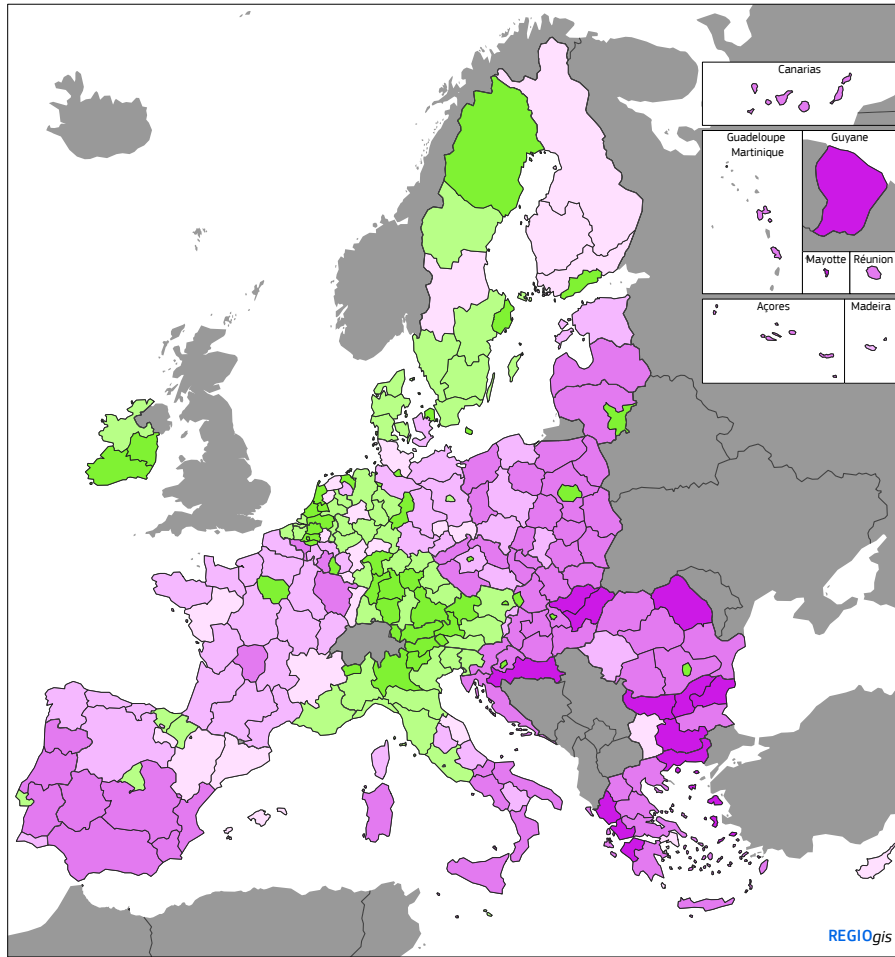 Canarias
Guadeloupe
Martinique
Guyane
Mayotte
Réunion
Açores
Madeira
REGIOgis